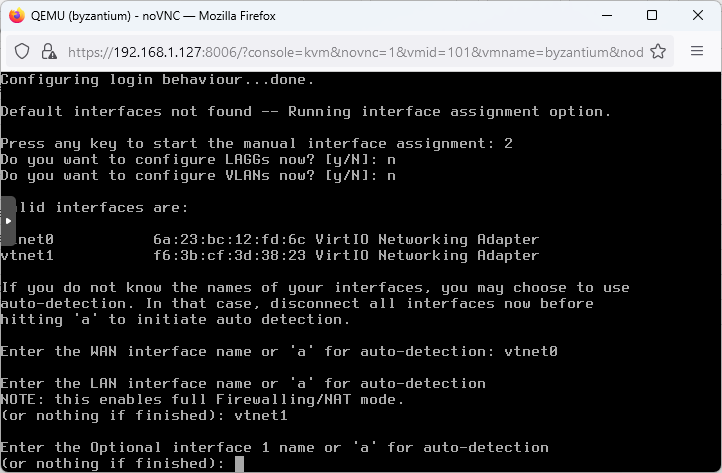 QEMU (byzantium) - noVNC — Mozilla Firefox
https://192.168.1.127:8006/?console=kvm&novnc=1&vmid=101&vmname=byzantium&nod
Configuring login behaviour...done.
Default interfaces not found -- Running interface assignment option.
Press any key to start the manual interface assignment: 2
Do you want to configure LAGGs now? [y/N]: n
Do you want to configure VLANs now? [y/N]: n
lid interfaces are:
net0 6a:23:bc:12:fd:6c VirtIO Networking Adapter
vtnet1 f6:3b:cf:3d:38:23 VirtIO Networking Adapter
If you do not know the names of your interfaces, you may choose to use
auto-detection. In that case, disconnect all interfaces now before
hitting 'a' to initiate auto detection.
Enter the WAN interface name or 'a' for auto-detection: vtnet0
Enter the LAN interface name or 'a' for auto-detection
NOTE: this enables full Firewalling/NAT mode.
(or nothing if finished): vtnet1
Enter the Optional interface 1 name or 'a' for auto-detection
(or nothing if finished):